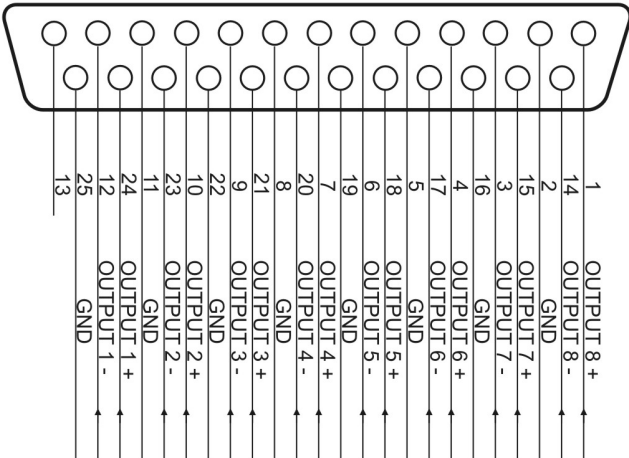 1 OUTPUT 8 +
14 OUTPUT 8 -
2 GND
15 OUTPUT 7 +
3 OUTPUT 7 -
16 GND
4 OUTPUT 6 +
17 OUTPUT 6 -
5 GND
18 OUTPUT 5 +
6 OUTPUT 5 -
19 GND
7 OUTPUT 4 +
20 OUTPUT 4 -
8 GND
21 OUTPUT 3 +
9 OUTPUT 3 -
22 GND
10 OUTPUT 2 +
23 OUTPUT 2 -
11 GND
24 OUTPUT 1 +
12 OUTPUT 1 -
25 GND
13